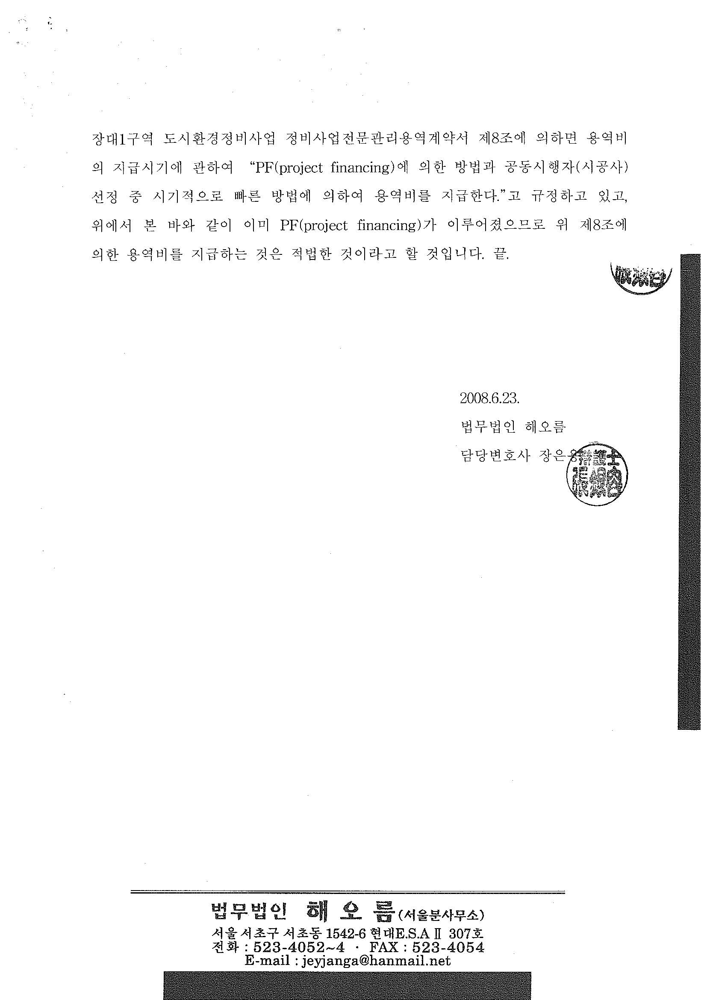 장대1구역 도시환경정비사업 정비사업전문관리용역계약서 제8조에 의하면 용역비
의 지급시기에 관하여 “PF(project financing)에 의한 방법과 공동시행자(시공사)
선정 중 시기적으로 빠른 방법에 의하여 용역비를 지급한다.”고 규정하고 있고,
위에서 본 바와 같이 이미 PF(project financing)가 이루어졌으므로 위 제8조에
의한 용역비를 지급하는 것은 적법한 것이라고 할 것입니다. 끝.
2008.6.23.
법무법인 해오름
담당변호사 장은용
법무법인 해 오 름(서울분사무소)
서울 서초구 서초동 1542-6 현대E.S.A Ⅱ 307호
전화 : 523-4052~4 · FAX : 523-4054
E-mail : jeyjanga@hanmail.net